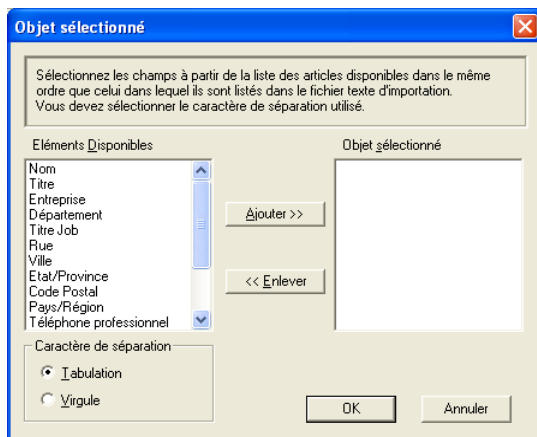 Objet sélectionné
Sélectionnez les champs à partir de la liste des articles disponibles dans le même
ordre que celui dans lequel ils sont listés dans le fichier texte d'importation.
Vous devez sélectionner le caractère de séparation utilisé.
Eléments Disponibles
Objet sélectionné
Nom
Titre
Entreprise
Département
Titre Job
Rue
Ville
Etat/Province
Code Postal
Pays/Région
Téléphone professionnel
Ajouter >>
<< Enlever
Caractère de séparation
Tabulation
Virgule
OK
Annuler